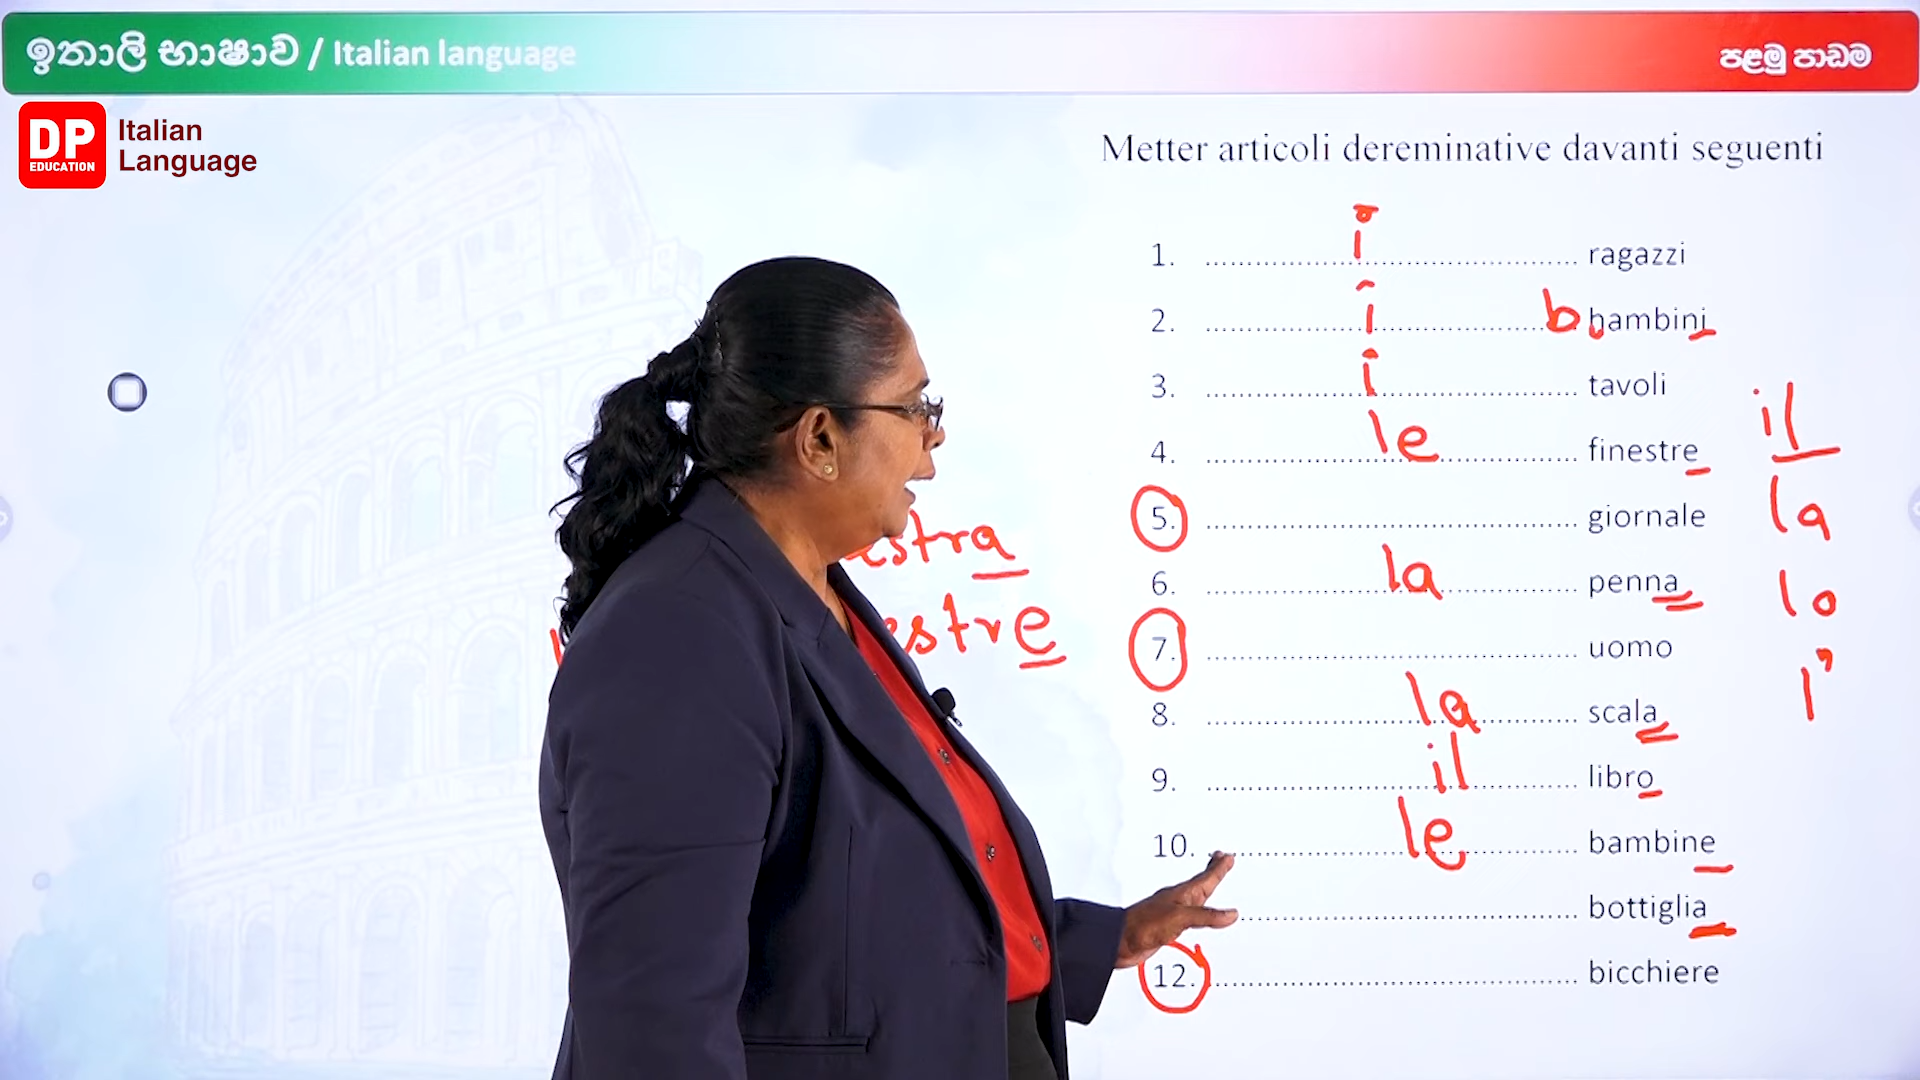 ඉතාලි භාෂාව / Italian language
පළමු පාඩම
DP
EDUCATION
Italian
Language
Metter articoli dereminative davanti seguenti
1. i ragazzi
2. i b bambini
3. i tavoli
4. le finestre
5. giornale
6. la penna
7. uomo
8. la scala
9. il libro
10. le bambine
bottiglia
12. bicchiere
il
la
lo
l'
estra
estre